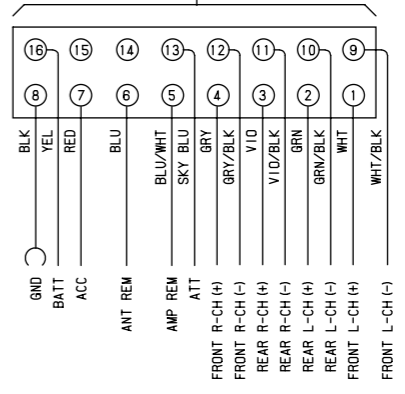 16 15 14 13 12 11 10 9
8 7 6 5 4 3 2 1
BLK
YEL
RED
BLU
BLU/WHT
SKY BLU
GRY
GRY/BLK
VIO
VIO/BLK
GRN
GRN/BLK
WHT
WHT/BLK
GND
BATT
ACC
ANT REM
AMP REM
ATT
FRONT R-CH (+)
FRONT R-CH (-)
REAR R-CH (+)
REAR R-CH (-)
REAR L-CH (+)
REAR L-CH (-)
FRONT L-CH (+)
FRONT L-CH (-)